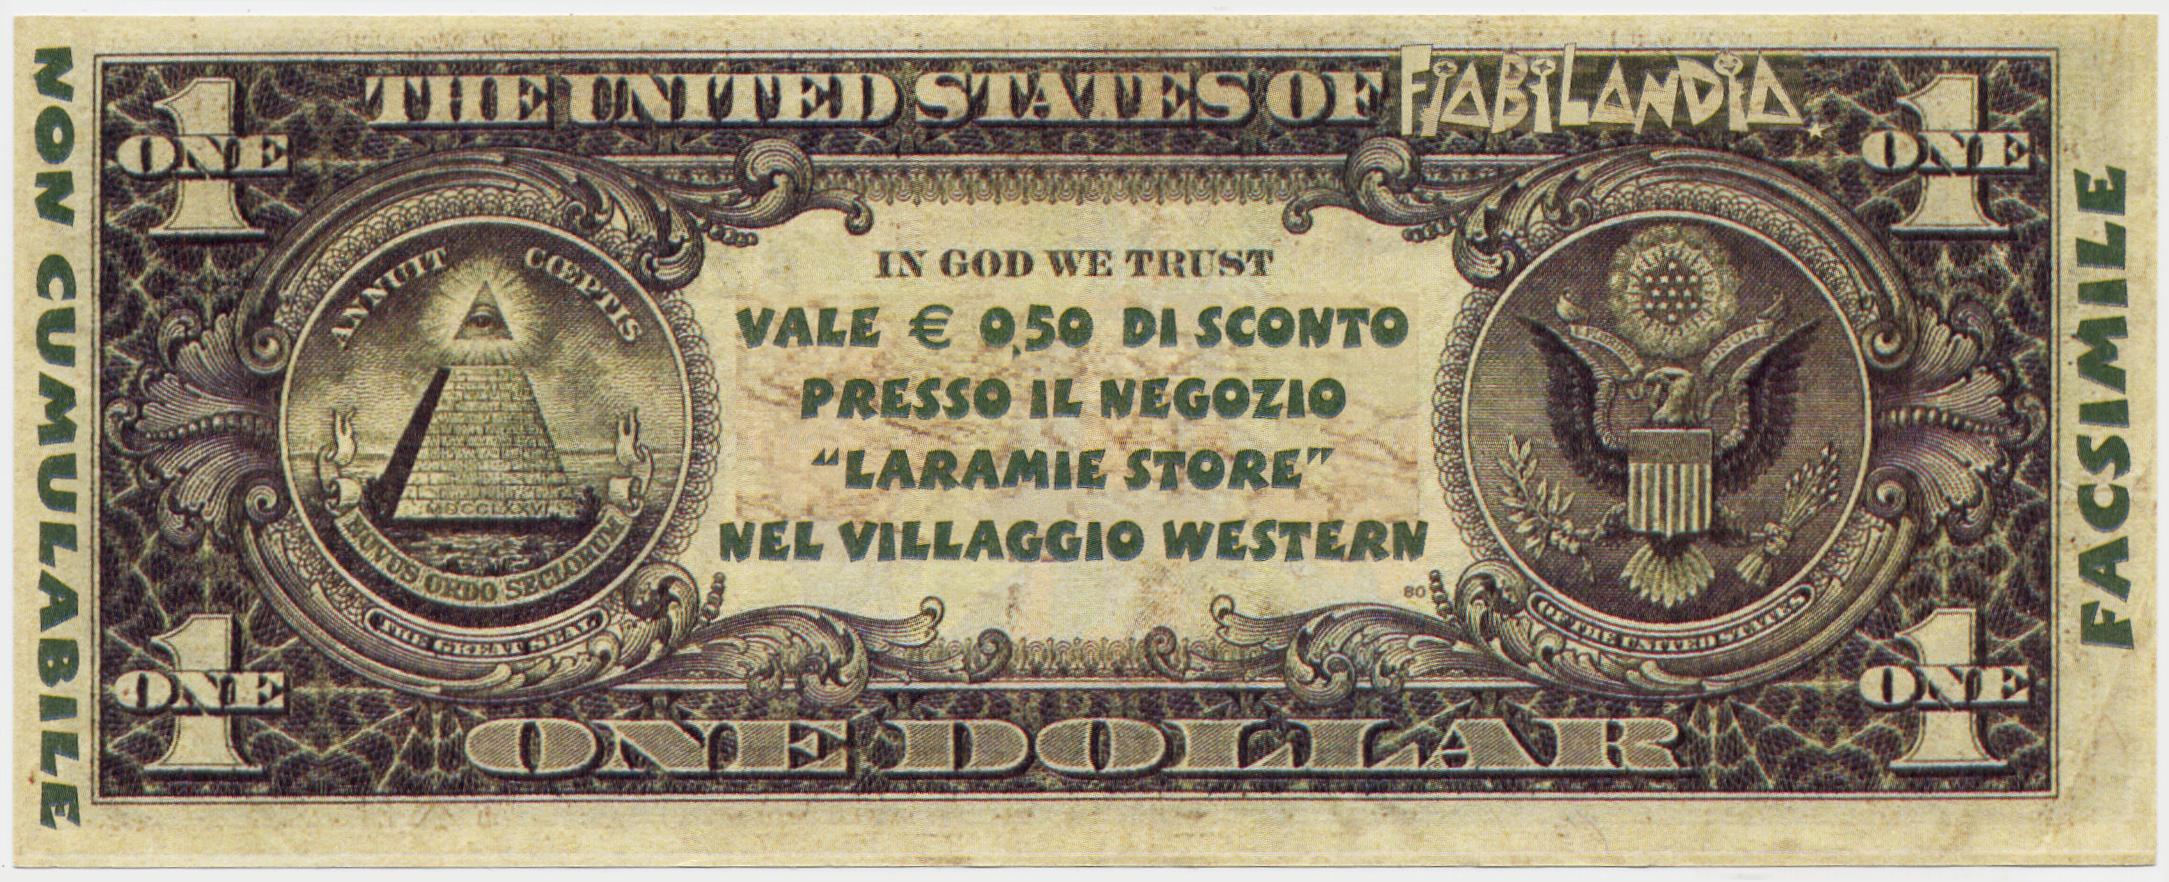 NON CUMULABILE
THE UNITED STATES OF FIABILANDIA
1
ONE
1
ONE
ANNUIT CŒPTIS
MDCCLXXVI
NOVUS ORDO SECLORUM
THE GREAT SEAL
IN GOD WE TRUST
VALE € 0,50 DI SCONTO
PRESSO IL NEGOZIO
"LARAMIE STORE"
NEL VILLAGGIO WESTERN
80
OF THE UNITED STATES
1
ONE
1
ONE
ONE DOLLAR
FACSIMILE